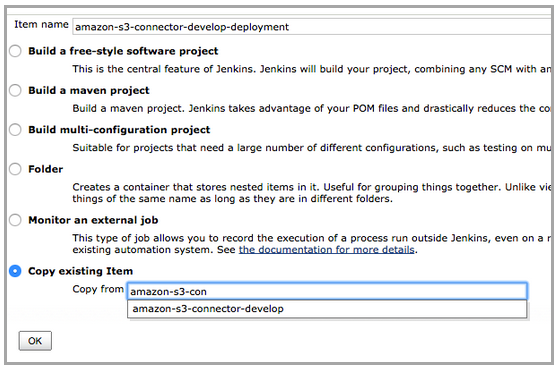 Item name amazon-s3-connector-develop-deployment
Build a free-style software project
This is the central feature of Jenkins. Jenkins will build your project, combining any SCM with an
Build a maven project
Build a maven project. Jenkins takes advantage of your POM files and drastically reduces the co
Build multi-configuration project
Suitable for projects that need a large number of different configurations, such as testing on mu
Folder
Creates a container that stores nested items in it. Useful for grouping things together. Unlike vie
things of the same name as long as they are in different folders.
Monitor an external job
This type of job allows you to record the execution of a process run outside Jenkins, even on a r
existing automation system. See the documentation for more details.
Copy existing Item
Copy from amazon-s3-con
amazon-s3-connector-develop
OK